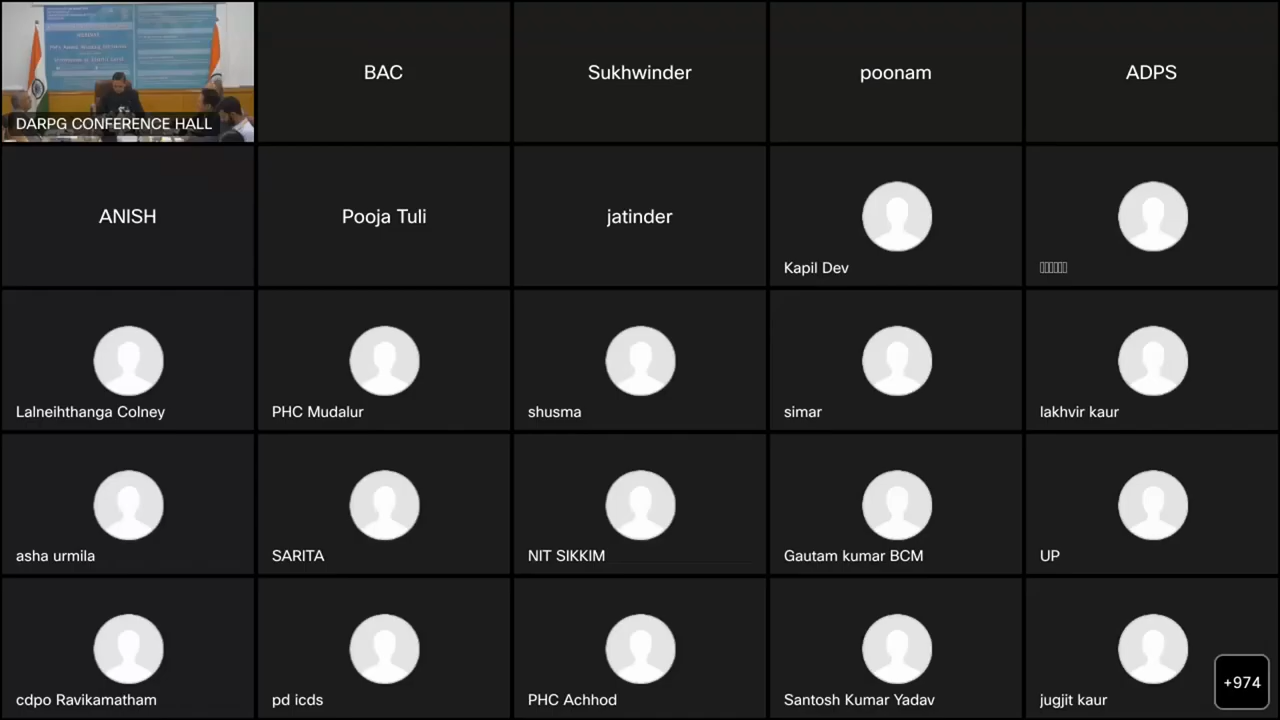 DARPG CONFERENCE HALL
BAC
Sukhwinder
poonam
ADPS
ANISH
Pooja Tuli
jatinder
Kapil Dev
Lalneihthanga Colney
PHC Mudalur
shusma
simar
lakhvir kaur
asha urmila
SARITA
NIT SIKKIM
Gautam kumar BCM
UP
cdpo Ravikamatham
pd icds
PHC Achhod
Santosh Kumar Yadav
jugjit kaur
+974